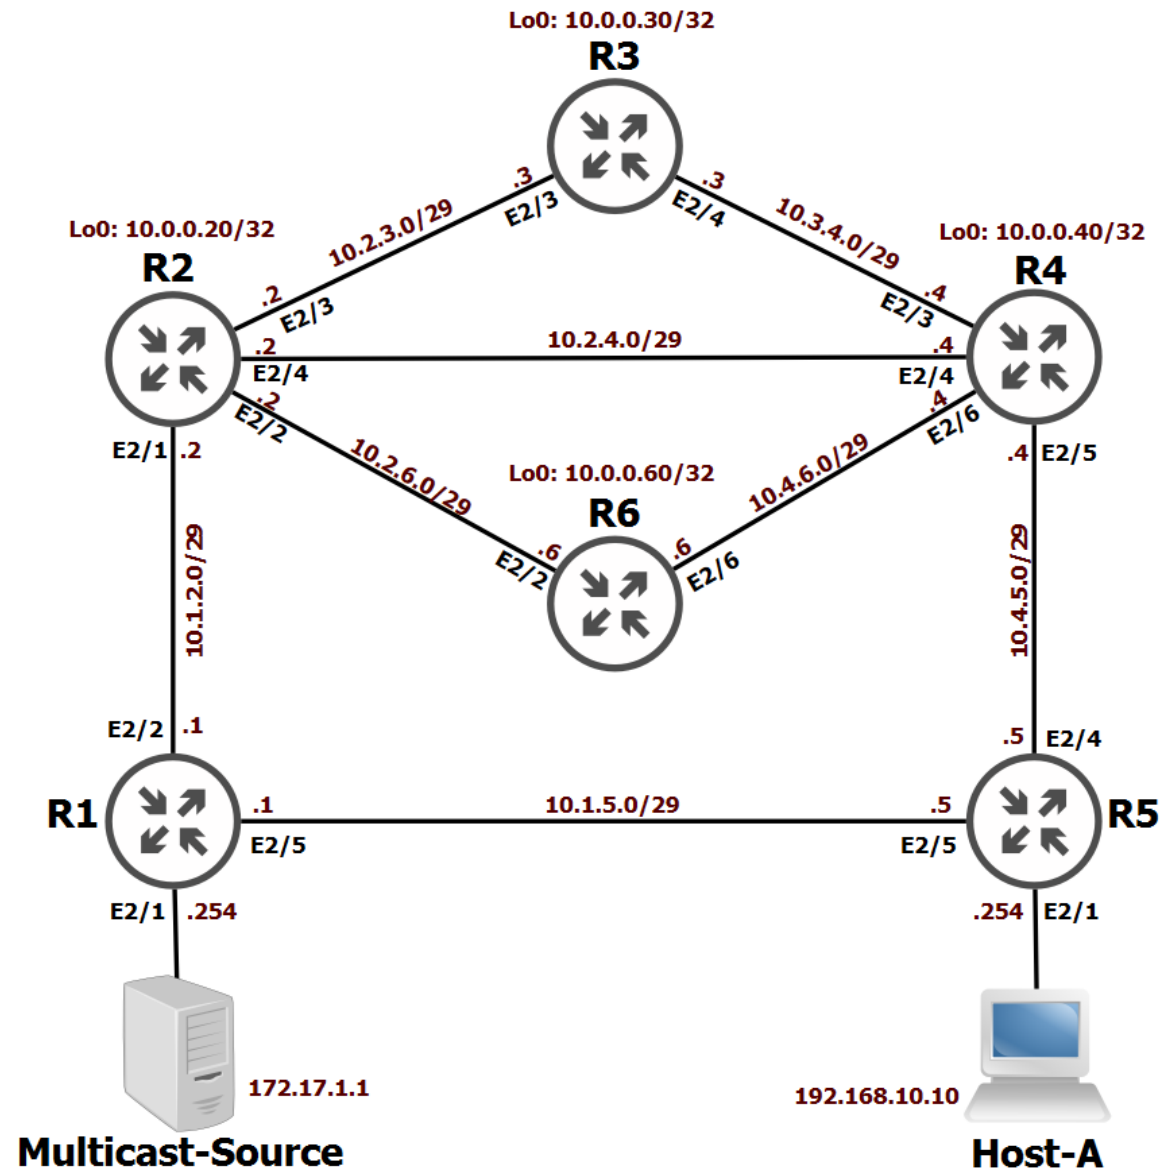 Lo0: 10.0.0.30/32
R3
.3
E2/3
.3
E2/4
10.2.3.0/29
10.3.4.0/29
Lo0: 10.0.0.20/32
R2
Lo0: 10.0.0.40/32
R4
.2
E2/3
.4
E2/3
.2
E2/4
10.2.4.0/29
.4
E2/4
.2
E2/2
.4
E2/6
E2/1
.2
10.2.6.0/29
10.4.6.0/29
.4
E2/5
Lo0: 10.0.0.60/32
R6
.6
E2/2
.6
E2/6
10.1.2.0/29
10.4.5.0/29
E2/2
.1
.5
E2/4
R1
.1
E2/5
10.1.5.0/29
.5
E2/5
R5
E2/1
.254
.254
E2/1
172.17.1.1
192.168.10.10
Multicast-Source
Host-A